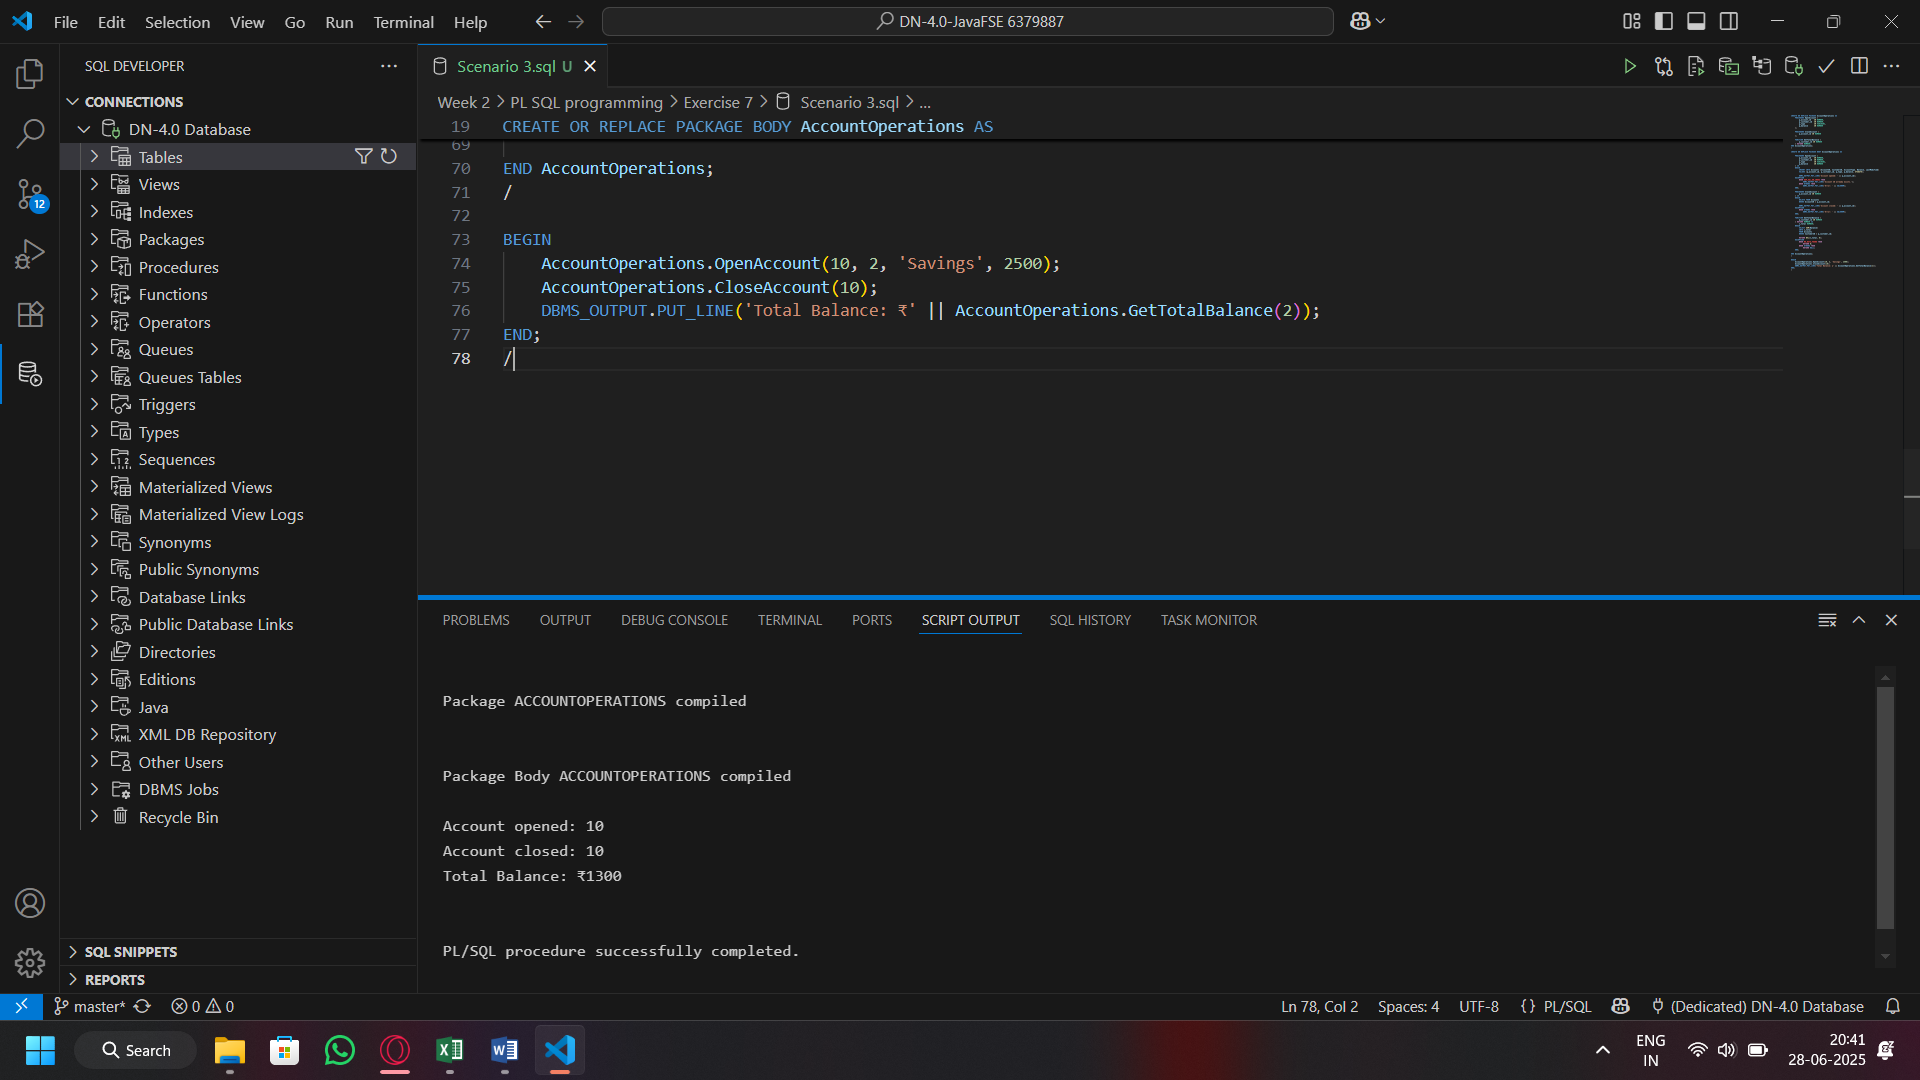 File Edit Selection View Go Run Terminal Help
DN-4.0-JavaFSE 6379887
SQL DEVELOPER
CONNECTIONS
DN-4.0 Database
Tables
Views
Indexes
Packages
Procedures
Functions
Operators
Queues
Queues Tables
Triggers
Types
Sequences
Materialized Views
Materialized View Logs
Synonyms
Public Synonyms
Database Links
Public Database Links
Directories
Editions
Java
XML DB Repository
Other Users
DBMS Jobs
Recycle Bin
SQL SNIPPETS
REPORTS
12
Scenario 3.sql U
Week 2 > PL SQL programming > Exercise 7 > Scenario 3.sql > ...
19 CREATE OR REPLACE PACKAGE BODY AccountOperations AS
69
70 END AccountOperations;
71 /
72
73 BEGIN
74 AccountOperations.OpenAccount(10, 2, 'Savings', 2500);
75 AccountOperations.CloseAccount(10);
76 DBMS_OUTPUT.PUT_LINE('Total Balance: ₹' || AccountOperations.GetTotalBalance(2));
77 END;
78 /
PROBLEMS OUTPUT DEBUG CONSOLE TERMINAL PORTS SCRIPT OUTPUT SQL HISTORY TASK MONITOR
Package ACCOUNTOPERATIONS compiled
Package Body ACCOUNTOPERATIONS compiled
Account opened: 10
Account closed: 10
Total Balance: ₹1300
PL/SQL procedure successfully completed.
master* 0 0
Ln 78, Col 2 Spaces: 4 UTF-8 {} PL/SQL (Dedicated) DN-4.0 Database
Search
ENG
IN
20:41
28-06-2025